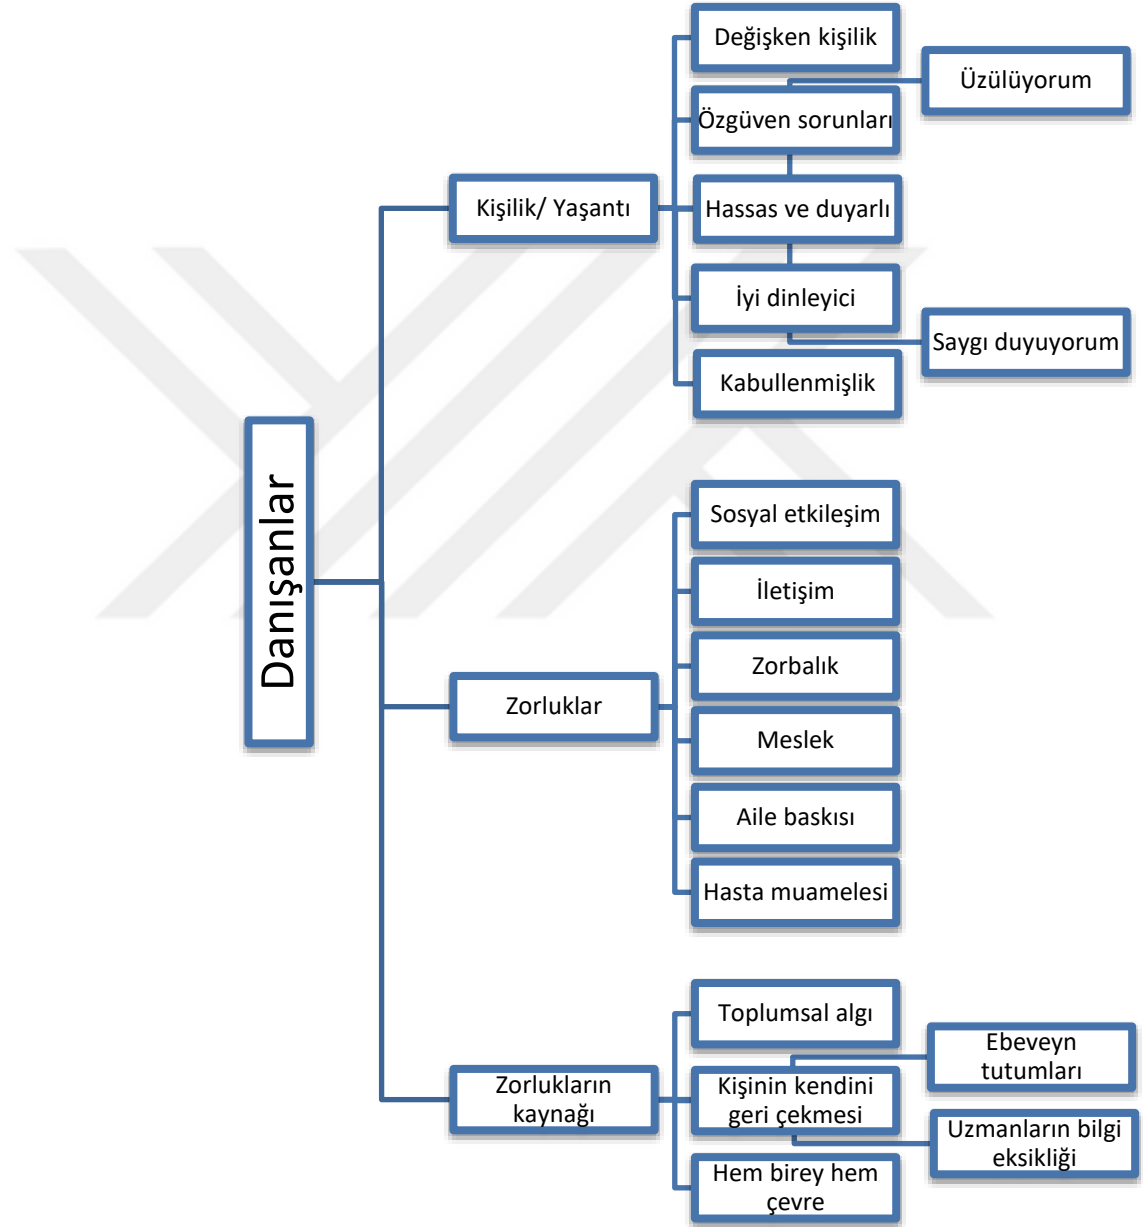 Danışanlar
Kişilik/ Yaşantı
Değişken kişilik
Özgüven sorunları
Hassas ve duyarlı
İyi dinleyici
Kabullenmişlik
Üzülüyorum
Saygı duyuyorum
Zorluklar
Sosyal etkileşim
İletişim
Zorbalık
Meslek
Aile baskısı
Hasta muamelesi
Zorlukların
kaynağı
Toplumsal algı
Kişinin kendini
geri çekmesi
Hem birey hem
çevre
Ebeveyn
tutumları
Uzmanların bilgi
eksikliği